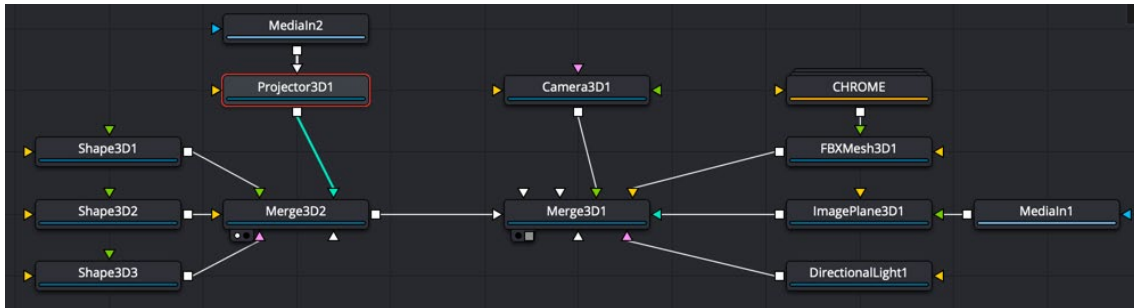 MediaIn2
Projector3D1
Camera3D1
CHROME
Shape3D1
FBXMesh3D1
Shape3D2
Merge3D2
Merge3D1
ImagePlane3D1
MediaIn1
Shape3D3
DirectionalLight1